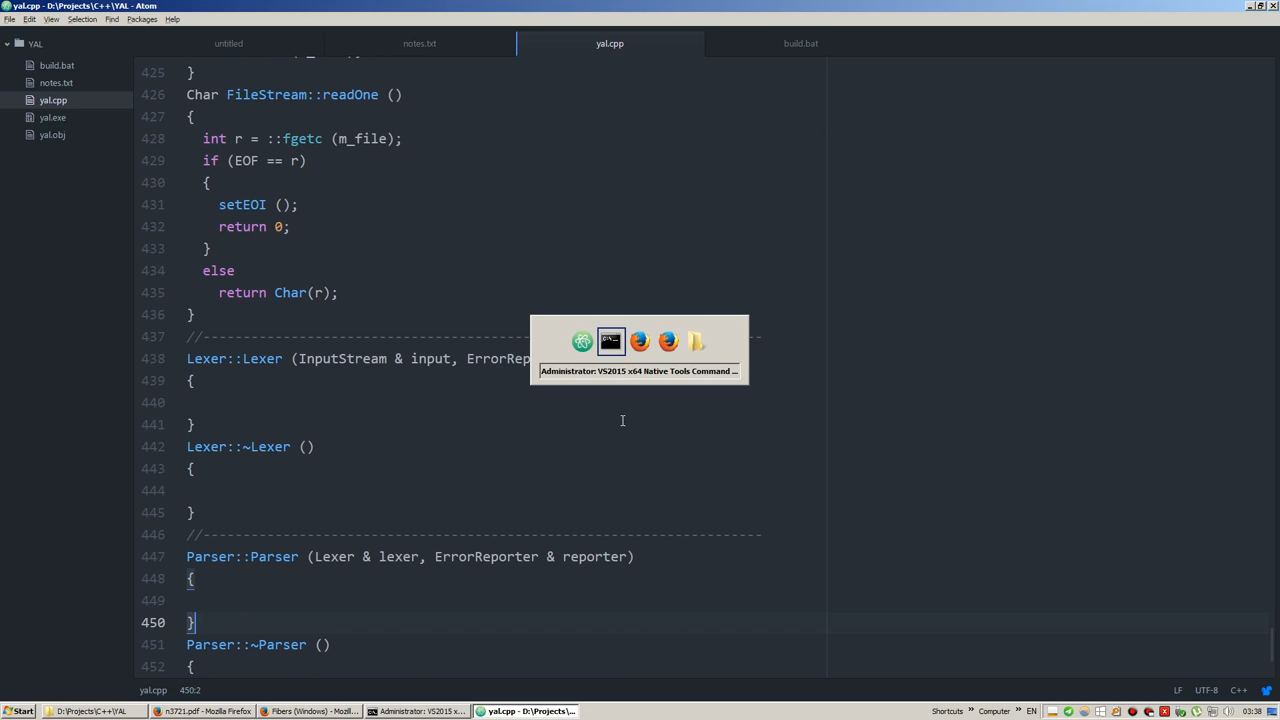 yal.cpp - D:\Projects\C++\YAL - Atom
File Edit View Selection Find Packages Help
YAL
build.bat
notes.txt
yal.cpp
yal.exe
yal.obj
untitled notes.txt yal.cpp build.bat
425 }
426 Char FileStream::readOne ()
427 {
428 int r = ::fgetc (m_file);
429 if (EOF == r)
430 {
431 setEOI ();
432 return 0;
433 }
434 else
435 return Char(r);
436 }
437 //----------------------------------------------------------------------
438 Lexer::Lexer (InputStream & input, ErrorRep
439 {
440
441 }
442 Lexer::~Lexer ()
443 {
444
445 }
446 //----------------------------------------------------------------------
447 Parser::Parser (Lexer & lexer, ErrorReporter & reporter)
448 {
449
450 }
451 Parser::~Parser ()
452 {
Administrator: VS2015 x64 Native Tools Command ...
yal.cpp 450:2 LF UTF-8 C++
Start D:\Projects\C++\YAL n3721.pdf - Mozilla Firefox Fibers (Windows) - Mozill... Administrator: VS2015 x... yal.cpp - D:\Projects\... Shortcuts » Computer » EN 03:38